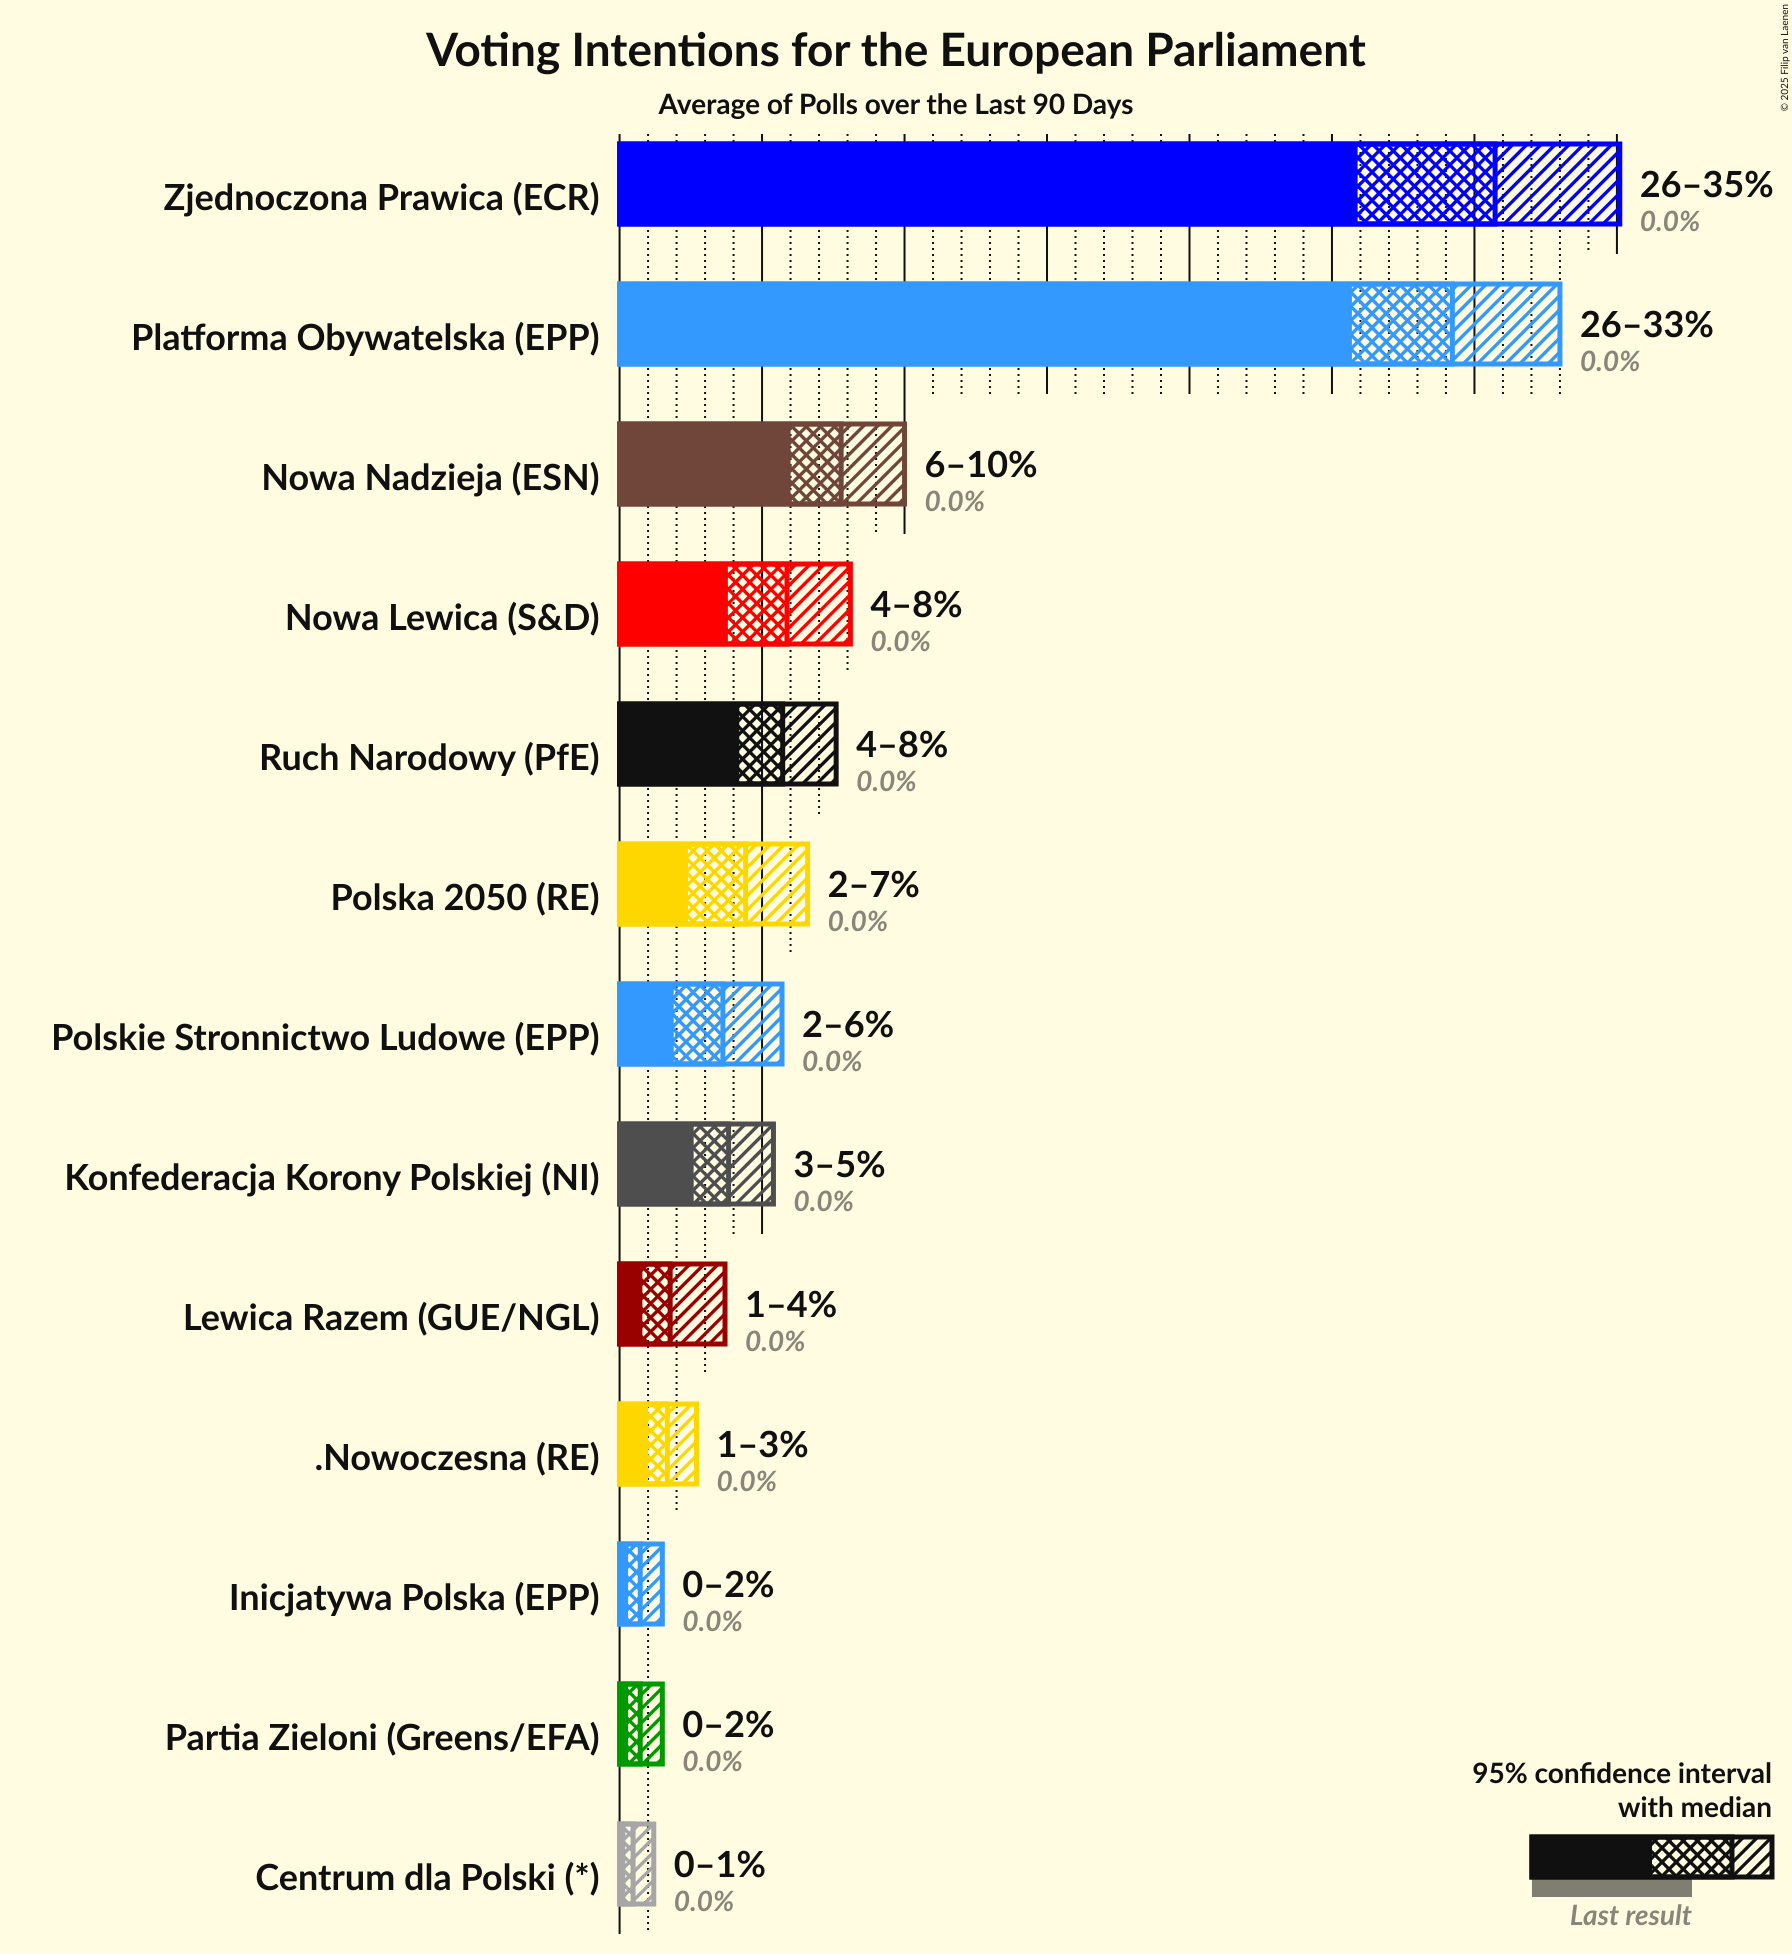 Voting Intentions for the European Parliament
Average of Polls over the Last 90 Days
© 2025 Filip van Laenen
Zjednoczona Prawica (ECR)
26–35%
0.0%
Platforma Obywatelska (EPP)
26–33%
0.0%
Nowa Nadzieja (ESN)
6–10%
0.0%
Nowa Lewica (S&D)
4–8%
0.0%
Ruch Narodowy (PfE)
4–8%
0.0%
Polska 2050 (RE)
2–7%
0.0%
Polskie Stronnictwo Ludowe (EPP)
2–6%
0.0%
Konfederacja Korony Polskiej (NI)
3–5%
0.0%
Lewica Razem (GUE/NGL)
1–4%
0.0%
.Nowoczesna (RE)
1–3%
0.0%
Inicjatywa Polska (EPP)
0–2%
0.0%
Partia Zieloni (Greens/EFA)
0–2%
0.0%
Centrum dla Polski (*)
0–1%
0.0%
95% confidence interval
with median
Last result